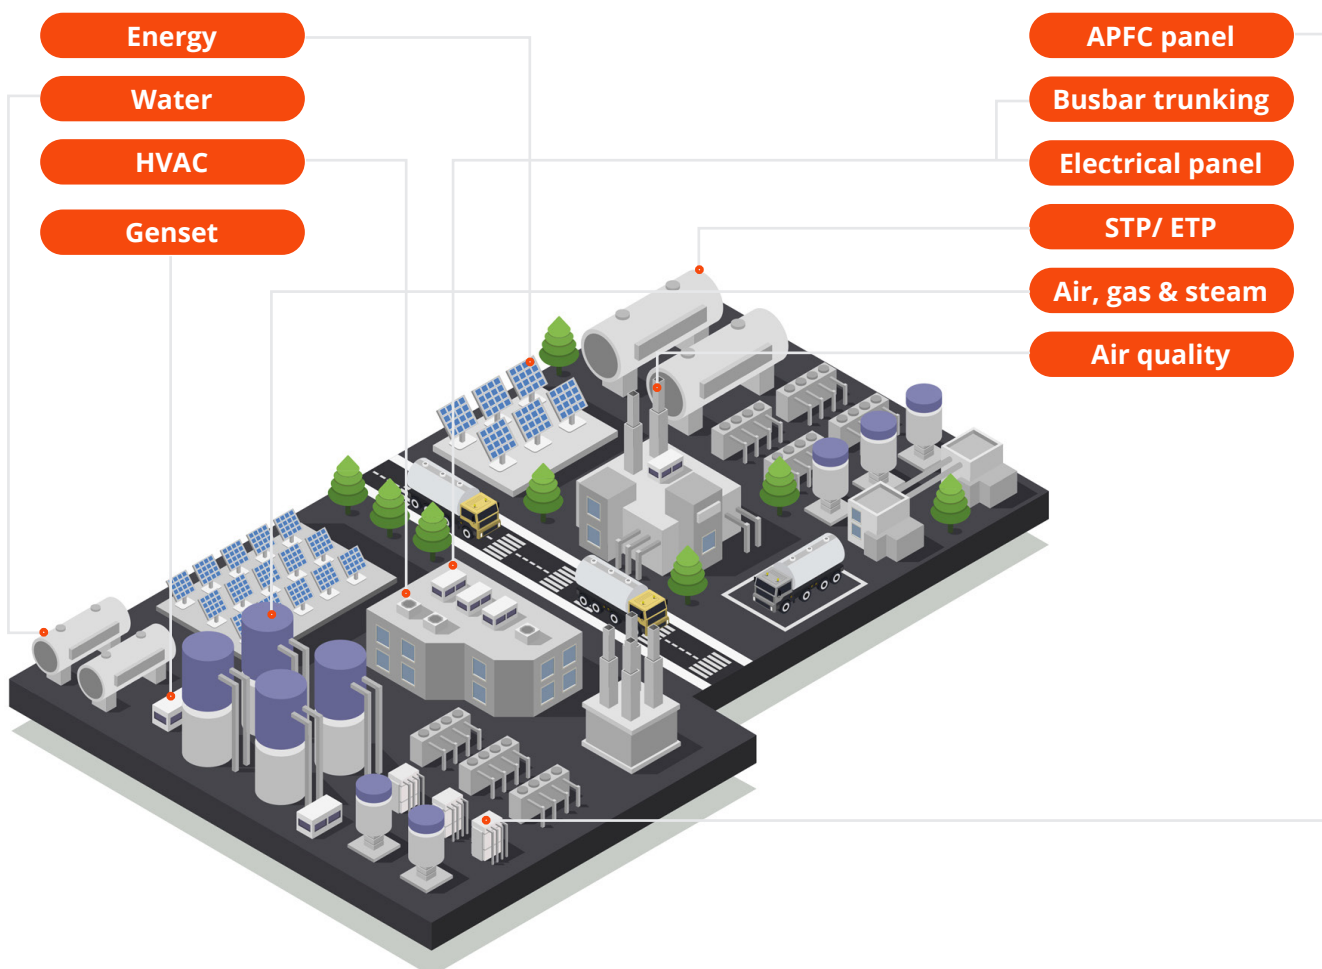 Energy
Water
HVAC
Genset
APFC panel
Busbar trunking
Electrical panel
STP/ ETP
Air, gas & steam
Air quality